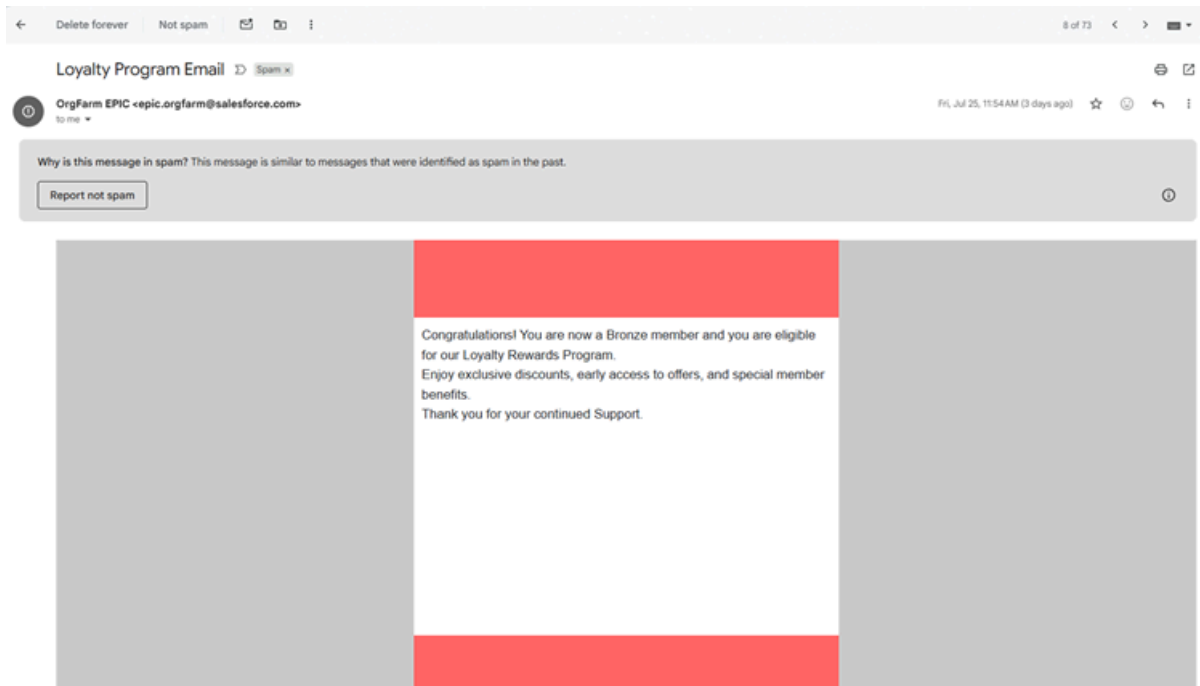 Delete forever Not spam 8 of 73
Loyalty Program Email Spam x
OrgFarm EPIC <epic.orgfarm@salesforce.com> Fri, Jul 25, 11:54 AM (3 days ago)
to me
Why is this message in spam? This message is similar to messages that were identified as spam in the past.
Report not spam
Congratulations! You are now a Bronze member and you are eligible
for our Loyalty Rewards Program.
Enjoy exclusive discounts, early access to offers, and special member
benefits.
Thank you for your continued Support.